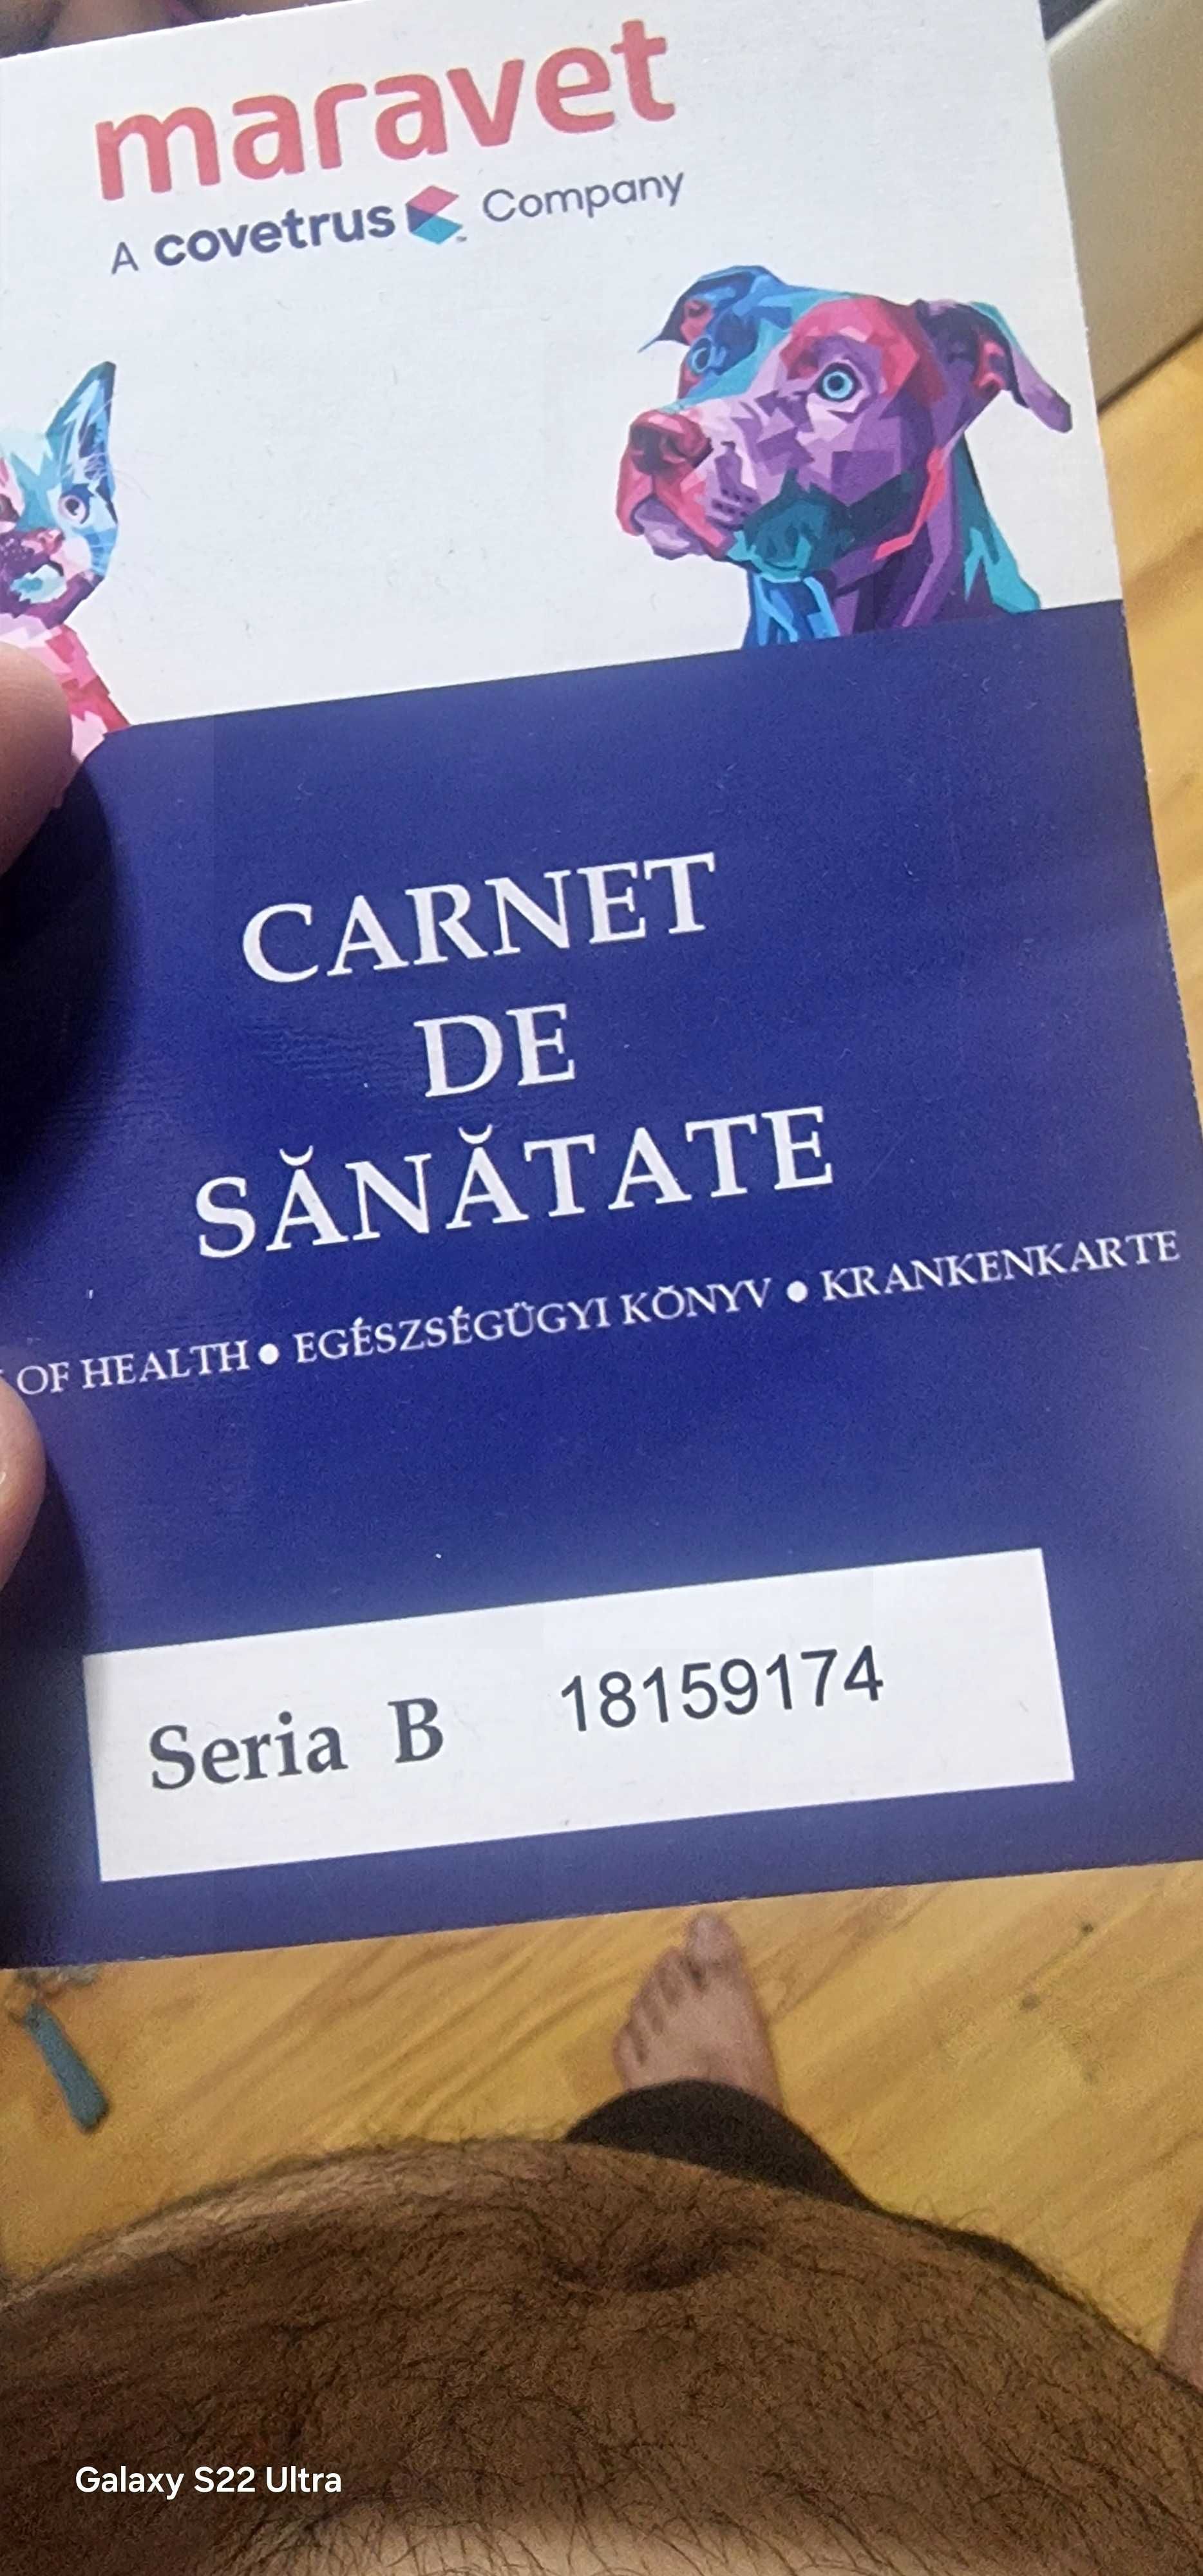 maravet
A covetrus Company
CARNET
DE
SĂNĂTATE
OF HEALTH • EGÉSZSÉGÜGYI KÖNYV • KRANKENKARTE
Seria B 18159174
Galaxy S22 Ultra